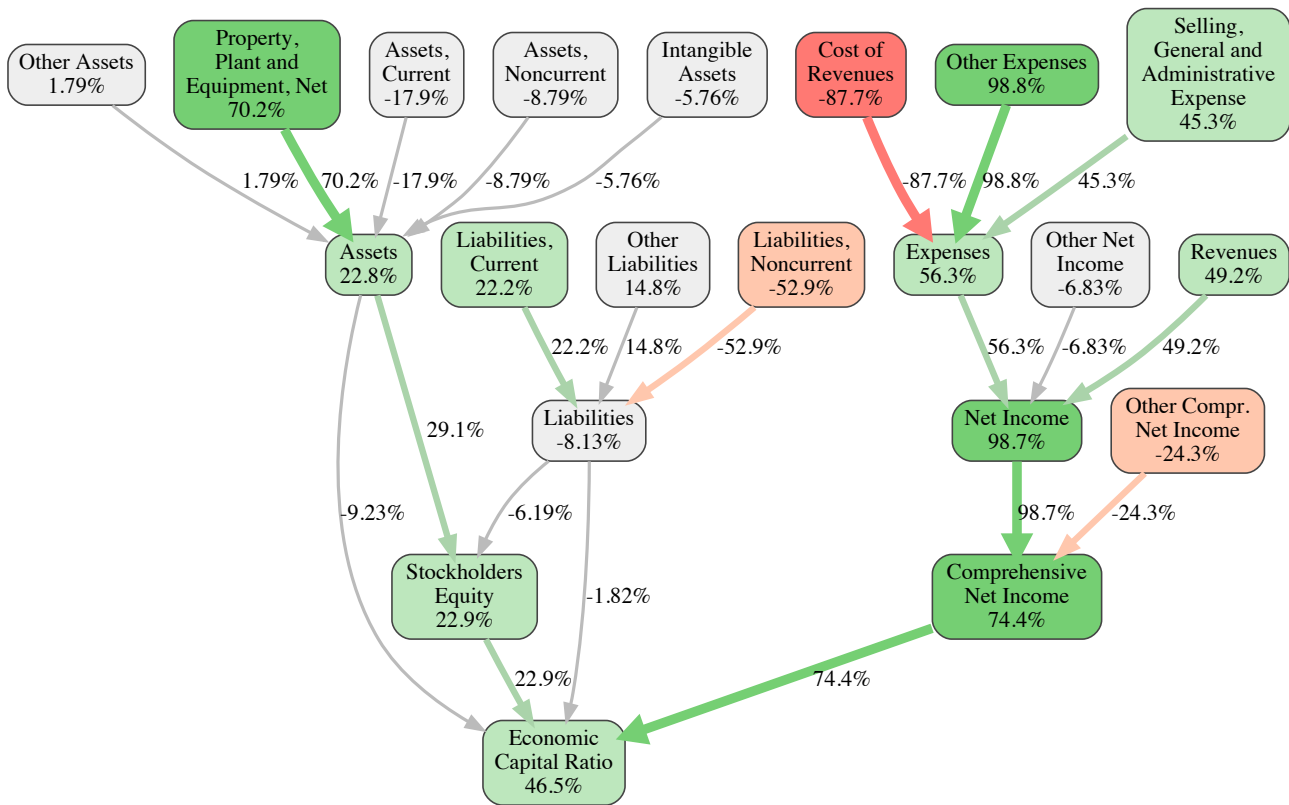 Other Assets
1.79%
Property,
Plant and
Equipment, Net
70.2%
Assets,
Current
-17.9%
Assets,
Noncurrent
-8.79%
Intangible
Assets
-5.76%
Cost of
Revenues
-87.7%
Other Expenses
98.8%
Selling,
General and
Administrative
Expense
45.3%
1.79%
70.2%
-17.9%
-8.79%
-5.76%
-87.7%
98.8%
45.3%
Assets
22.8%
Liabilities,
Current
22.2%
Other
Liabilities
14.8%
Liabilities,
Noncurrent
-52.9%
Expenses
56.3%
Other Net
Income
-6.83%
Revenues
49.2%
22.2%
14.8%
-52.9%
56.3%
-6.83%
49.2%
29.1%
Liabilities
-8.13%
Net Income
98.7%
Other Compr.
Net Income
-24.3%
-9.23%
-6.19%
98.7%
-24.3%
Stockholders
Equity
22.9%
-1.82%
Comprehensive
Net Income
74.4%
22.9%
74.4%
Economic
Capital Ratio
46.5%